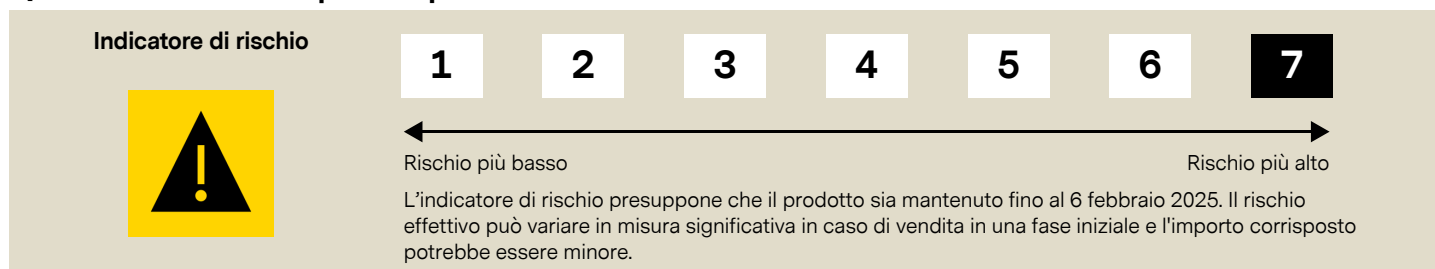 Indicatore di rischio
1 2 3 4 5 6 7
Rischio più basso Rischio più alto
L'indicatore di rischio presuppone che il prodotto sia mantenuto fino al 6 febbraio 2025. Il rischio
effettivo può variare in misura significativa in caso di vendita in una fase iniziale e l'importo corrisposto
potrebbe essere minore.